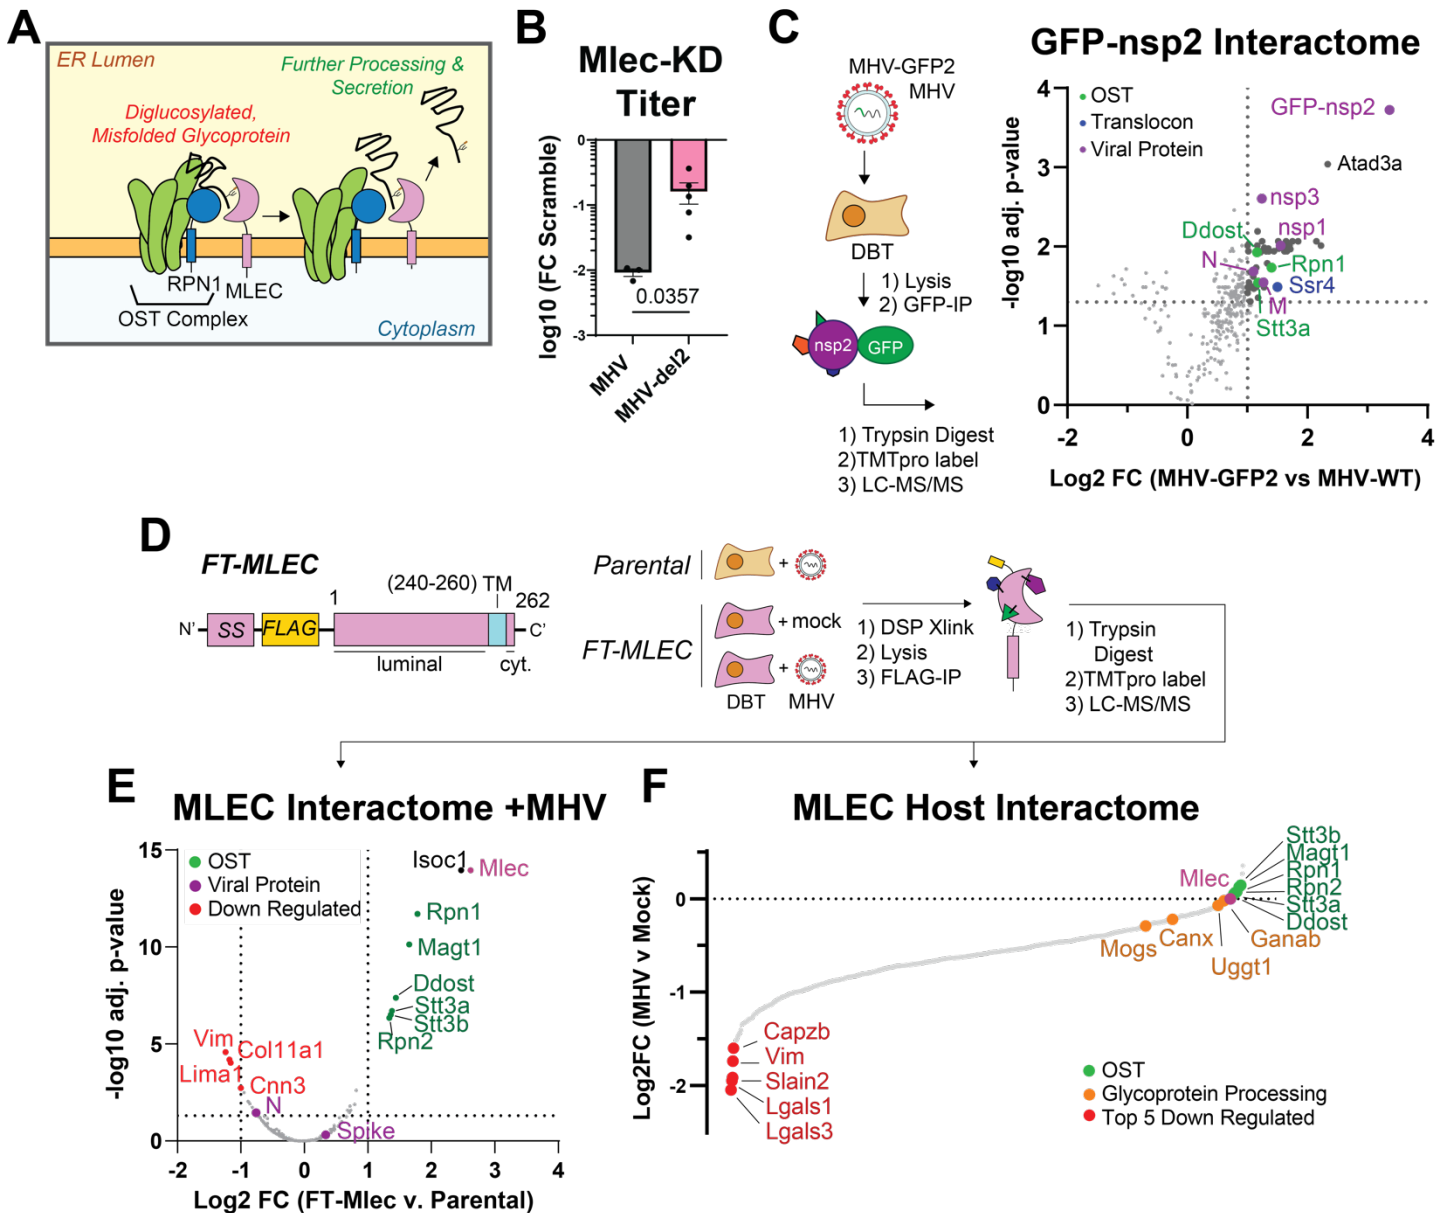 A
ER Lumen
Further Processing &
Secretion
Diglucosylated,
Misfolded Glycoprotein
RPN1 MLEC
OST Complex
Cytoplasm
B
Mlec-KD
Titer
log10 (FC Scramble)
0
-1
-2
-3
0.0357
MHV
MHV-del2
C
MHV-GFP2
MHV
DBT
1) Lysis
2) GFP-IP
nsp2
GFP
1) Trypsin Digest
2)TMTpro label
3) LC-MS/MS
GFP-nsp2 Interactome
-log10 adj. p-value
4
3
2
1
0
OST
Translocon
Viral Protein
GFP-nsp2
Atad3a
nsp3
Ddost
nsp1
N
Rpn1
Ssr4
M
Stt3a
-2
0
2
4
Log2 FC (MHV-GFP2 vs MHV-WT)
D
FT-MLEC
(240-260) TM
1
262
N'
SS
FLAG
C'
luminal
cyt.
Parental
+
FT-MLEC
+ mock
+
DBT
MHV
1) DSP Xlink
2) Lysis
3) FLAG-IP
1) Trypsin
Digest
2)TMTpro label
3) LC-MS/MS
E
MLEC Interactome +MHV
-log10 adj. p-value
15
10
5
0
OST
Viral Protein
Down Regulated
Isoc1
Mlec
Rpn1
Magt1
Ddost
Stt3a
Stt3b
Rpn2
Vim
Col11a1
Lima1
Cnn3
N
Spike
-2
-1
0
1
2
3
4
Log2 FC (FT-Mlec v. Parental)
F
MLEC Host Interactome
Log2FC (MHV v Mock)
0
-1
-2
Stt3b
Magt1
Rpn1
Rpn2
Stt3a
Ddost
Mlec
Mogs
Canx
Uggt1
Ganab
Capzb
Vim
Slain2
Lgals1
Lgals3
OST
Glycoprotein Processing
Top 5 Down Regulated